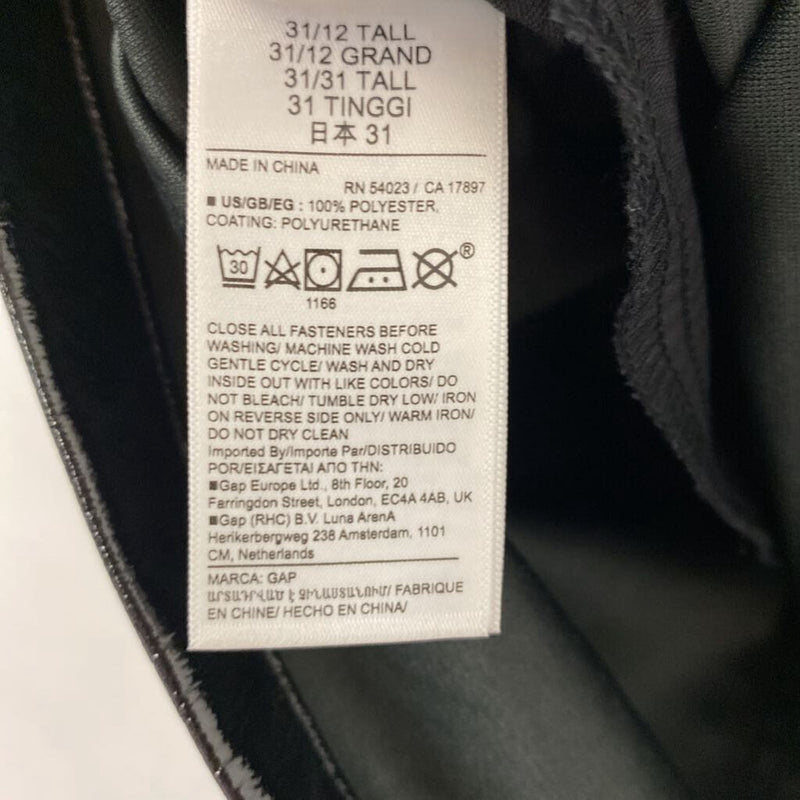 31/12 TALL
31/12 GRAND
31/31 TALL
31 TINGGI
日本 31
MADE IN CHINA
RN 54023 / CA 17897
■ US/GB/EG : 100% POLYESTER,
COATING: POLYURETHANE
30
®
1166
CLOSE ALL FASTENERS BEFORE
WASHING/ MACHINE WASH COLD
GENTLE CYCLE/ WASH AND DRY
INSIDE OUT WITH LIKE COLORS/ DO
NOT BLEACH/ TUMBLE DRY LOW/ IRON
ON REVERSE SIDE ONLY/ WARM IRON/
DO NOT DRY CLEAN
Imported By/Importe Par/DISTRIBUIDO
POR/ΕΙΣΑΓΕΤΑΙ ΑΠΟ ΤΗΝ:
■Gap Europe Ltd., 8th Floor, 20
Farringdon Street, London, EC4A 4AB, UK
■Gap (RHC) B.V. Luna ArenA
Herikerbergweg 238 Amsterdam, 1101
CM, Netherlands
MARCA: GAP
ԱՐՏԱԴՐՎԱԾ Է ՉԻՆԱՍՏԱՆՈՒՄ/ FABRIQUE
EN CHINE/ HECHO EN CHINA/